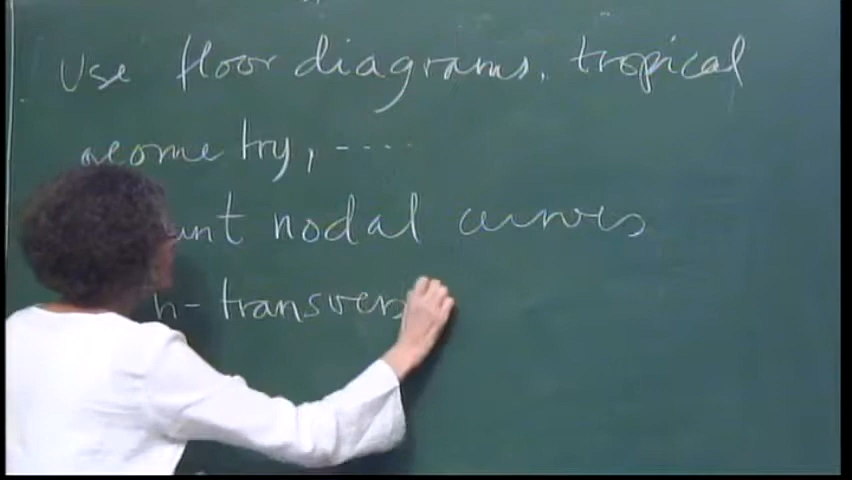 Use floor diagrams, tropical
geometry, ....
unt nodal curves
h-transvers